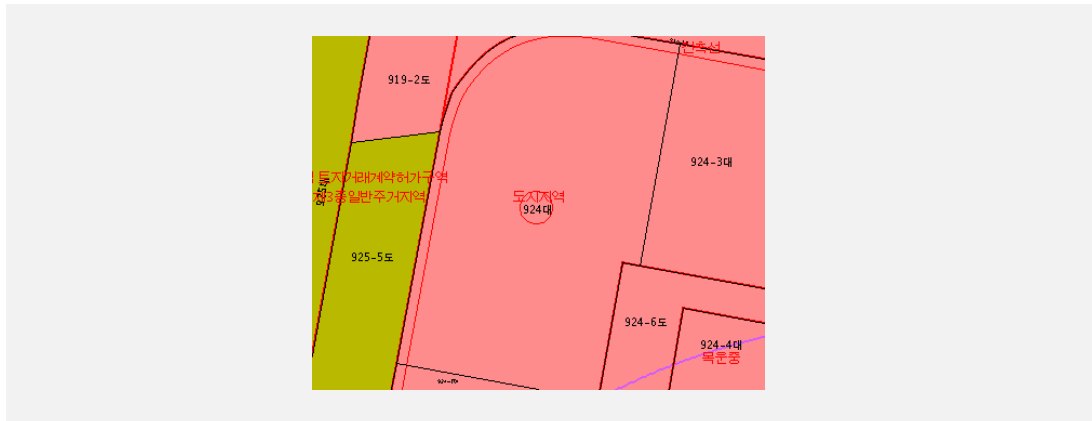 건축선
919-2도
924-3대
토지거래계약허가구역
제3종일반주거지역
도시지역
924대
925-5도
924-6도
924-4대
목운중